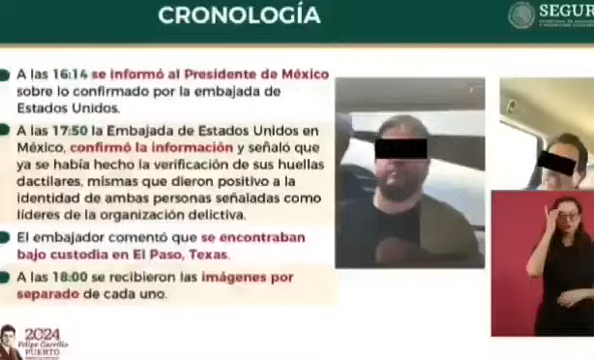 CRONOLOGÍA
SEGUR
A las 16:14 se informó al Presidente de México
sobre lo confirmado por la embajada de
Estados Unidos.
A las 17:50 la Embajada de Estados Unidos en
México, confirmó la información y señaló que
ya se había hecho la verificación de sus huellas
dactilares, mismas que dieron positivo a la
identidad de ambas personas señaladas como
líderes de la organización delictiva.
El embajador comentó que se encontraban
bajo custodia en El Paso, Texas.
A las 18:00 se recibieron las imágenes por
separado de cada uno.
2024
Felipe Carrillo
PUERTO